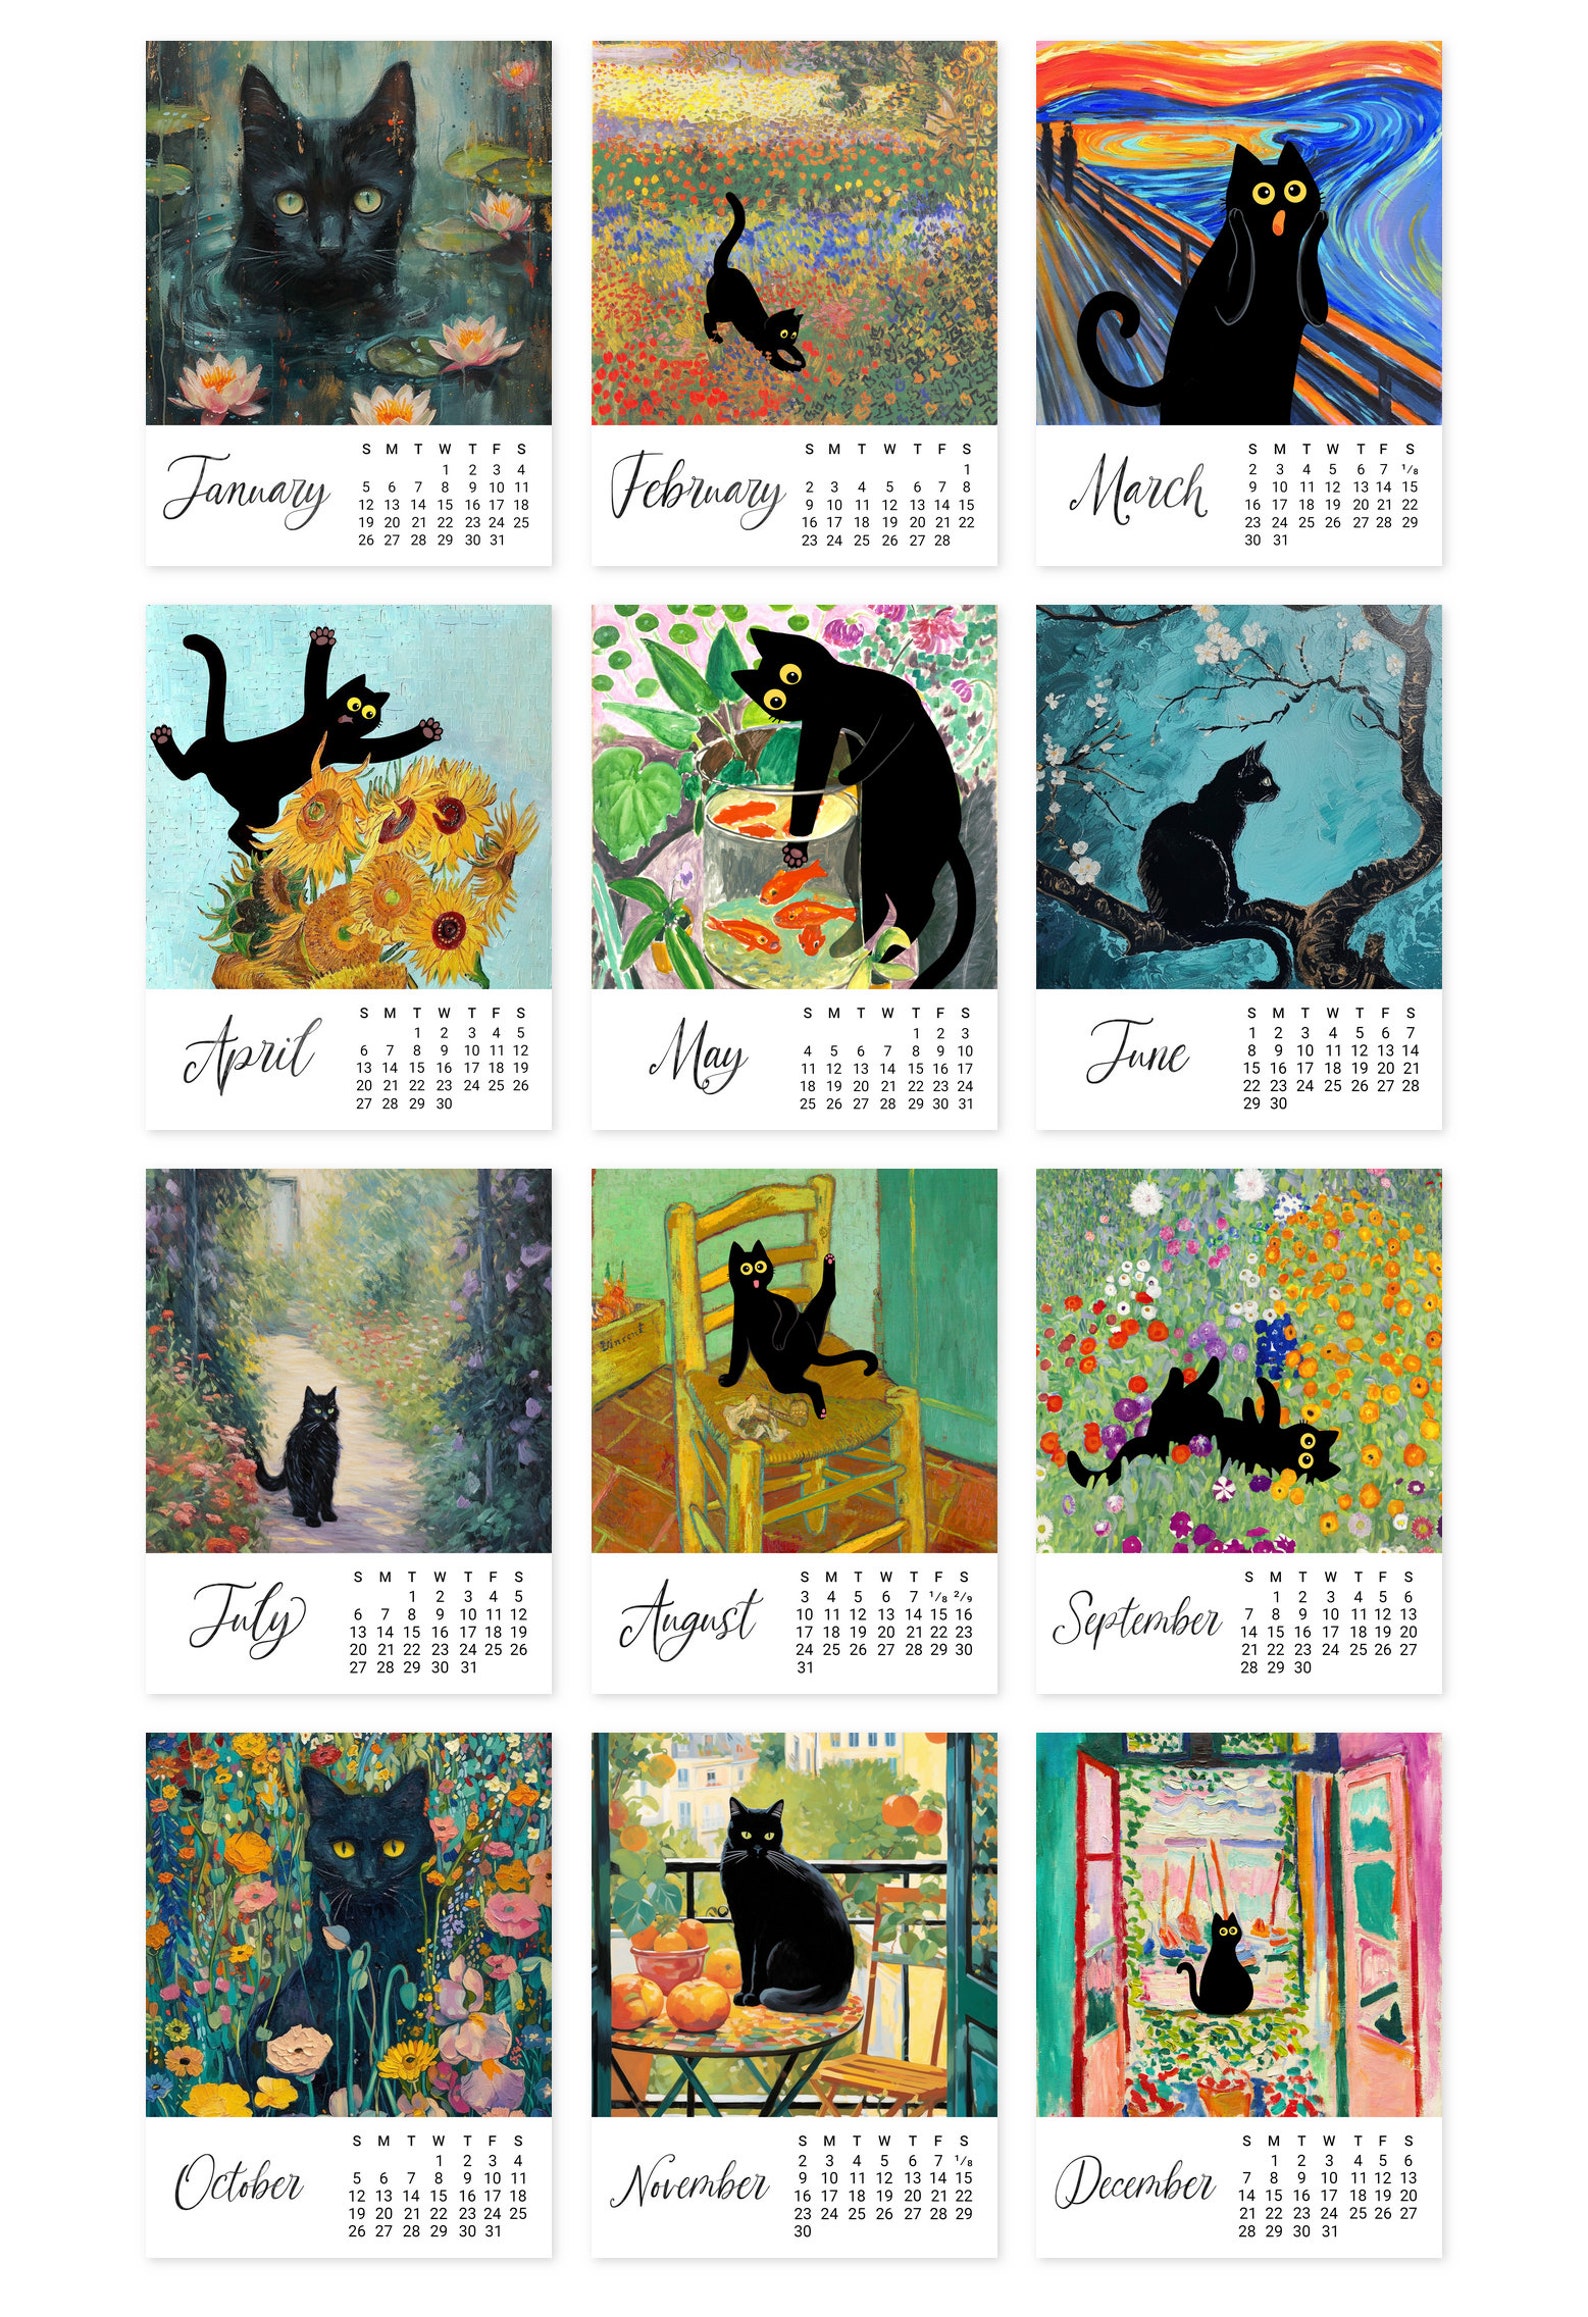 January
S M T W T F S
1 2 3 4
5 6 7 8 9 10 11
12 13 14 15 16 17 18
19 20 21 22 23 24 25
26 27 28 29 30 31
February
S M T W T F S
1
2 3 4 5 6 7 8
9 10 11 12 13 14 15
16 17 18 19 20 21 22
23 24 25 26 27 28
March
S M T W T F S
2 3 4 5 6 7 1/8
9 10 11 12 13 14 15
16 17 18 19 20 21 22
23 24 25 26 27 28 29
30 31
April
S M T W T F S
1 2 3 4 5
6 7 8 9 10 11 12
13 14 15 16 17 18 19
20 21 22 23 24 25 26
27 28 29 30
May
S M T W T F S
1 2 3
4 5 6 7 8 9 10
11 12 13 14 15 16 17
18 19 20 21 22 23 24
25 26 27 28 29 30 31
June
S M T W T F S
1 2 3 4 5 6 7
8 9 10 11 12 13 14
15 16 17 18 19 20 21
22 23 24 25 26 27 28
29 30
July
S M T W T F S
1 2 3 4 5
6 7 8 9 10 11 12
13 14 15 16 17 18 19
20 21 22 23 24 25 26
27 28 29 30 31
Vincent
August
S M T W T F S
3 4 5 6 7 1/8 2/9
10 11 12 13 14 15 16
17 18 19 20 21 22 23
24 25 26 27 28 29 30
31
September
S M T W T F S
1 2 3 4 5 6
7 8 9 10 11 12 13
14 15 16 17 18 19 20
21 22 23 24 25 26 27
28 29 30
October
S M T W T F S
1 2 3 4
5 6 7 8 9 10 11
12 13 14 15 16 17 18
19 20 21 22 23 24 25
26 27 28 29 30 31
November
S M T W T F S
2 3 4 5 6 7 1/8
9 10 11 12 13 14 15
16 17 18 19 20 21 22
23 24 25 26 27 28 29
30
December
S M T W T F S
1 2 3 4 5 6
7 8 9 10 11 12 13
14 15 16 17 18 19 20
21 22 23 24 25 26 27
28 29 30 31